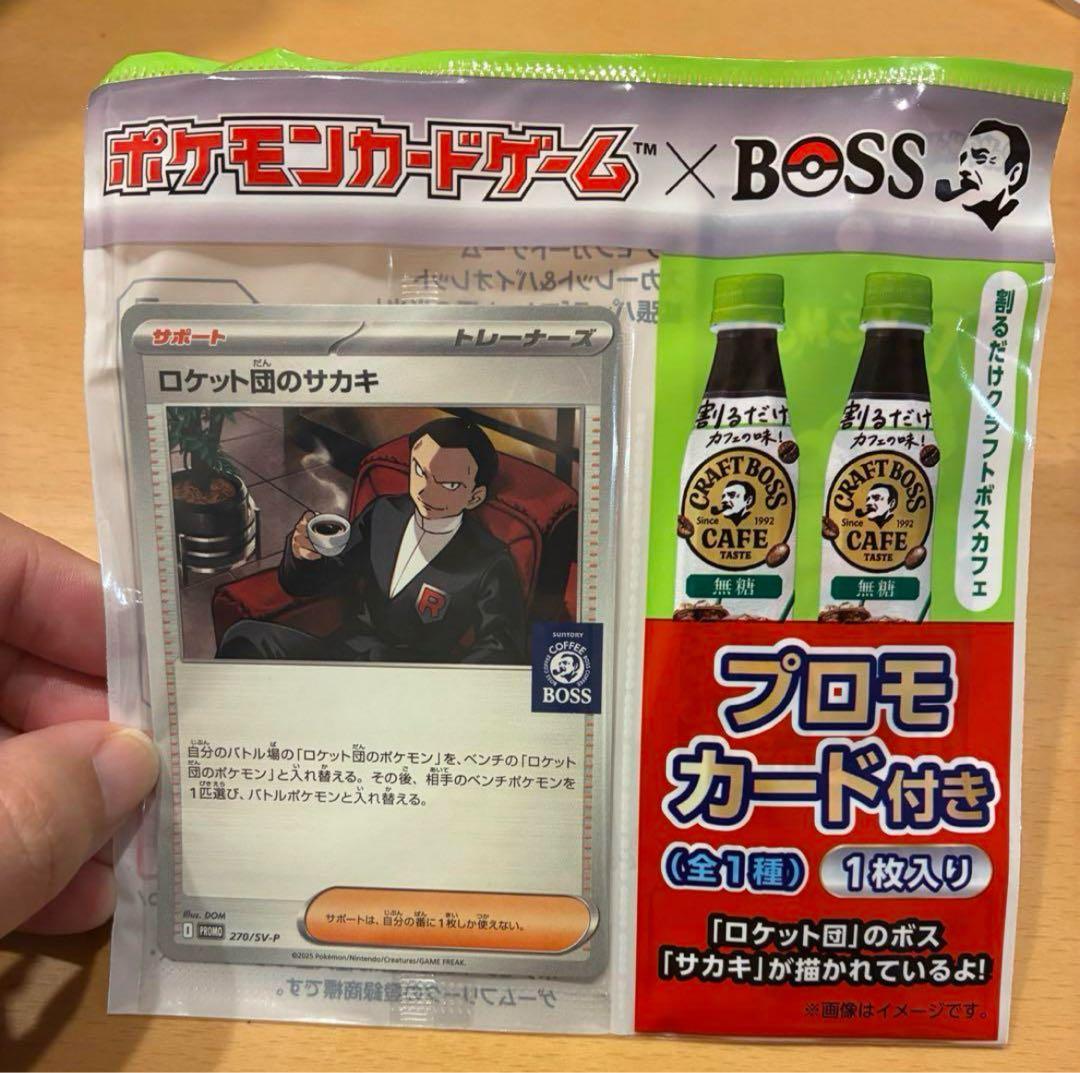 ポケモンカードゲーム™×BOSS
サポート トレーナーズ
ロケット団のサカキ
だん
SUNTORY
COFFEE
BOSS
自分のバトル場の「ロケット団のポケモン」を、ベンチの「ロケット
団のポケモン」と入れ替える。その後、相手のベンチポケモンを
1匹選び、バトルポケモンと入れ替える。
サポートは、自分の番に1枚しか使えない。
Illus. DOM
I PROMO 270/SV-P
©2025 Pokémon/Nintendo/Creatures/GAME FREAK.
割るだけクラフトボスカフェ
割るだけ
カフェの味!
CRAFT BOSS
Since 1992
CAFE
TASTE
無糖
割るだけ
カフェの味!
CRAFT BOSS
Since 1992
CAFE
TASTE
無糖
プロモ
カード付き
(全1種) 1枚入り
「ロケット団」のボス
「サカキ」が描かれているよ!
※画像はイメージです。